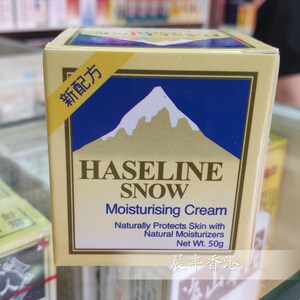 新配方
HASELINE
SNOW
Moisturising Cream
Naturally Protects Skin with
Natural Moisturizers
Net Wt. 50g
晨丰香港